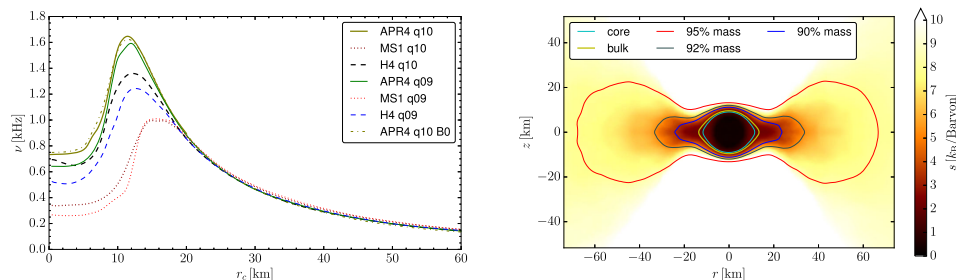 1.8
1.6
1.4
1.2
1.0
0.8
0.6
0.4
0.2
0.0
ν [kHz]
0 10 20 30 40 50 60
r_c [km]
APR4 q10
MS1 q10
H4 q10
APR4 q09
MS1 q09
H4 q09
APR4 q10 B0
40
20
0
−20
−40
z [km]
−60 −40 −20 0 20 40 60
r [km]
core 95% mass 90% mass
bulk 92% mass
10
9
8
7
6
5
4
3
2
1
0
s [k_B/Baryon]